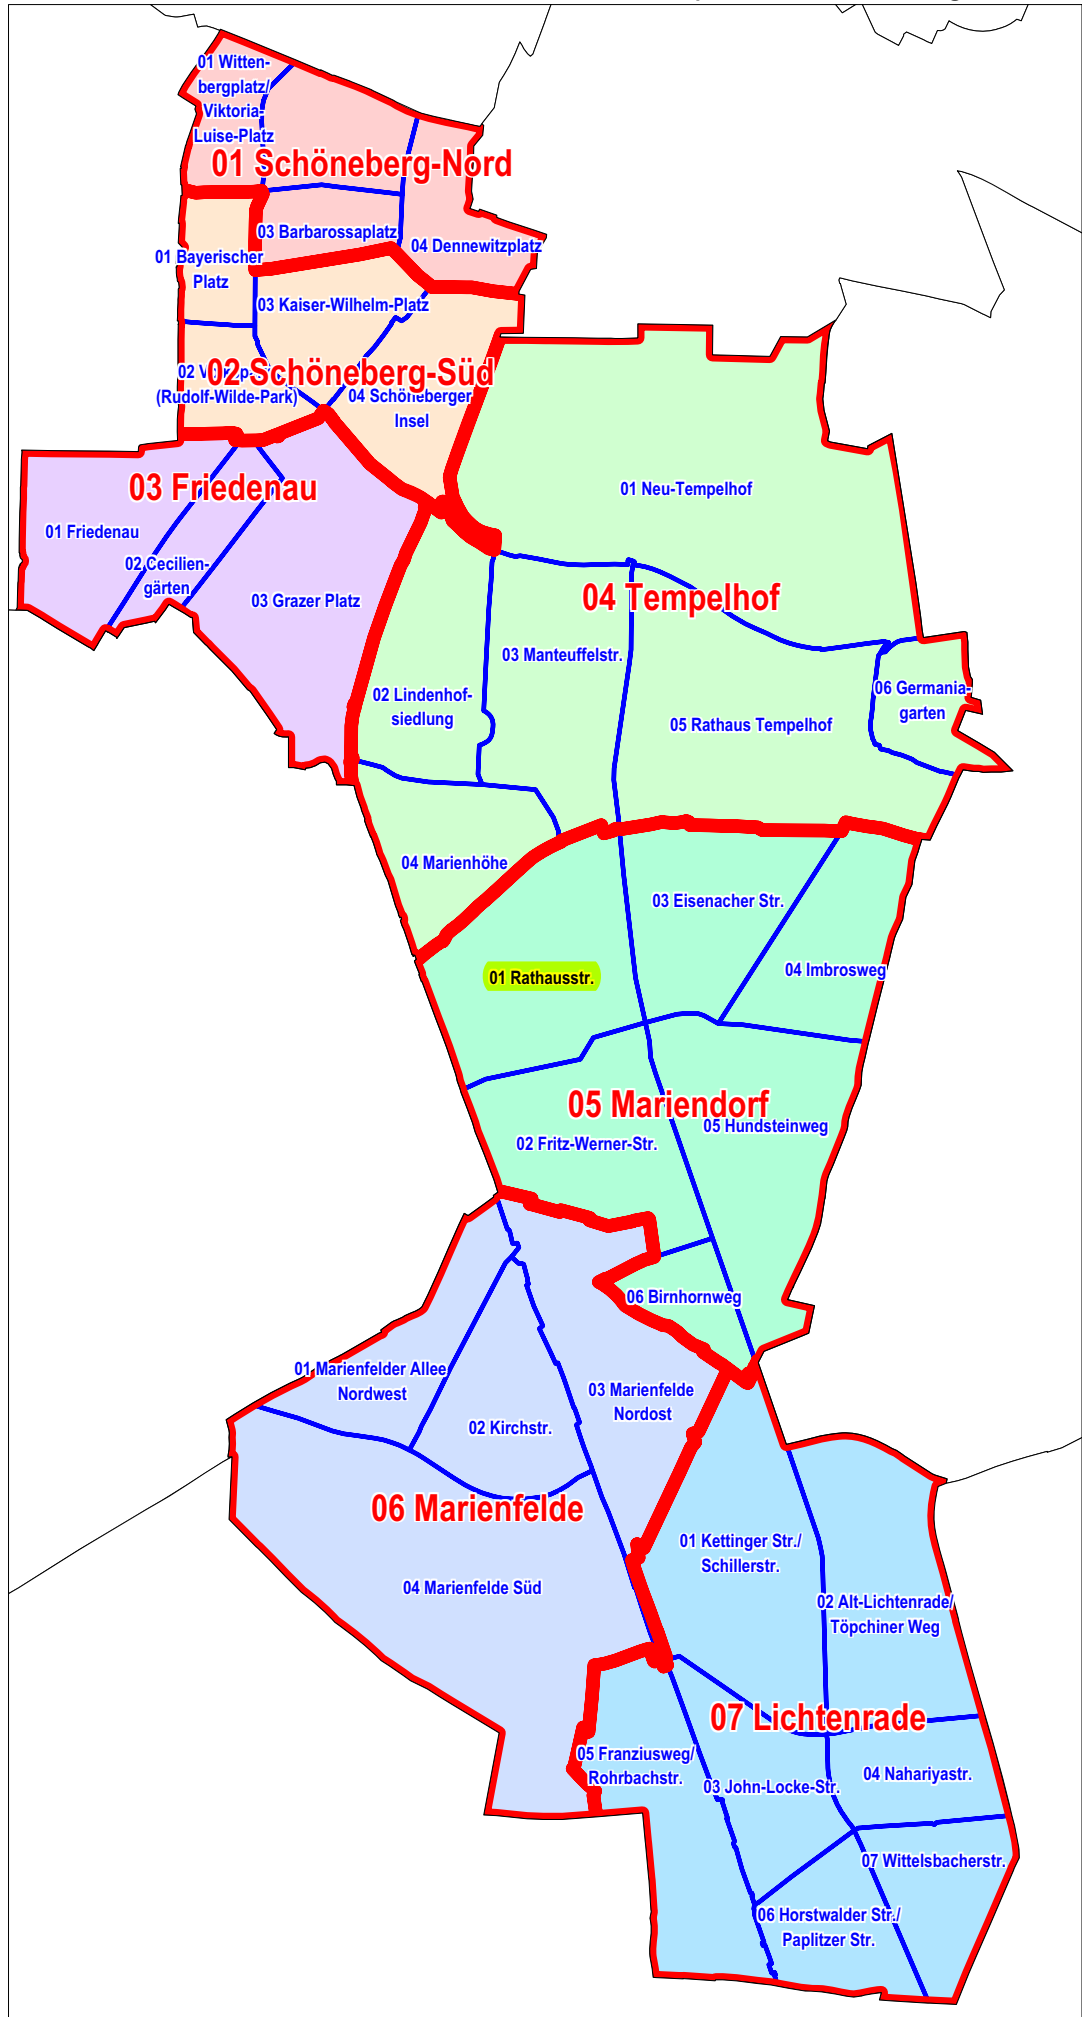 01 Witten-
bergplatz/
Viktoria-
Luise-Platz
01 Schöneberg-Nord
03 Barbarossaplatz
04 Dennewitzplatz
01 Bayerischer
Platz
03 Kaiser-Wilhelm-Platz
02 Schöneberg-Süd
02
(Rudolf-Wilde-Park)
04 Schöneberger
Insel
03 Friedenau
01 Neu-Tempelhof
01 Friedenau
02 Cecilien-
gärten
03 Grazer Platz
04 Tempelhof
03 Manteuffelstr.
02 Lindenhof-
siedlung
06 Germania-
garten
05 Rathaus Tempelhof
04 Marienhöhe
03 Eisenacher Str.
01 Rathausstr.
04 Imbrosweg
05 Mariendorf
05 Hundsteinweg
02 Fritz-Werner-Str.
06 Birnhornweg
01 Marienfelder Allee
Nordwest
03 Marienfelde
Nordost
02 Kirchstr.
06 Marienfelde
01 Kettinger Str./
Schillerstr.
04 Marienfelde Süd
02 Alt-Lichtenrade/
Töpchiner Weg
07 Lichtenrade
05 Franziusweg/
Rohrbachstr.
03 John-Locke-Str.
04 Nahariyastr.
07 Wittelsbacherstr.
06 Horstwalder Str./
Paplitzer Str.